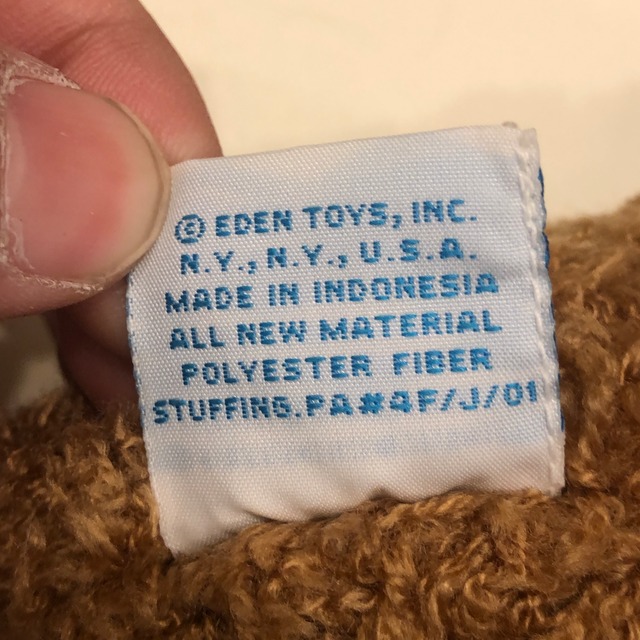 © EDEN TOYS, INC.
N.Y., N.Y., U.S.A.
MADE IN INDONESIA
ALL NEW MATERIAL
POLYESTER FIBER
STUFFING.PA#4F/J/01